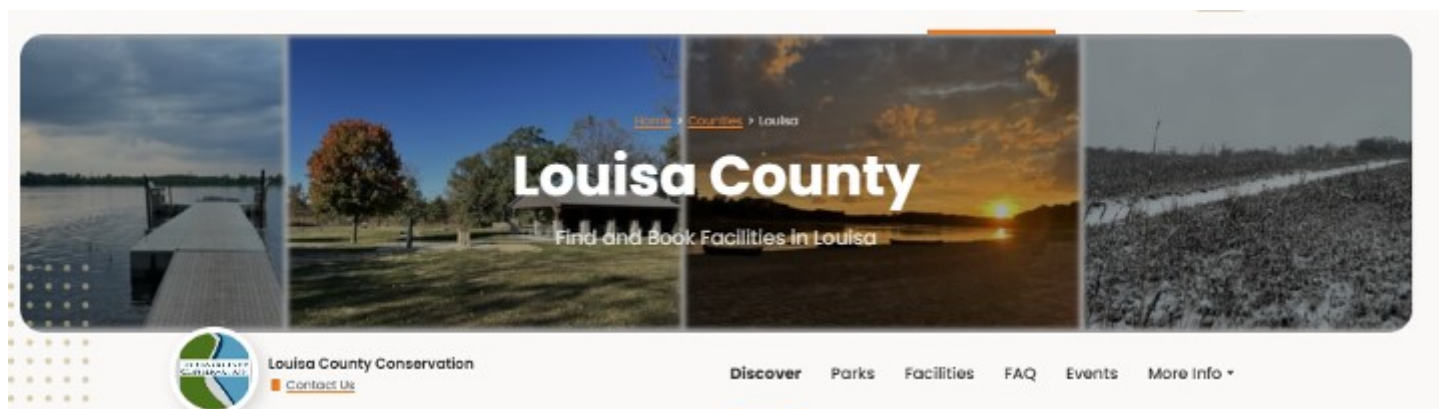 Home > Counties > Louisa
Louisa County
Find and Book Facilities in Louisa
Louisa County Conservation
Contact Us
Discover Parks Facilities FAQ Events More Info